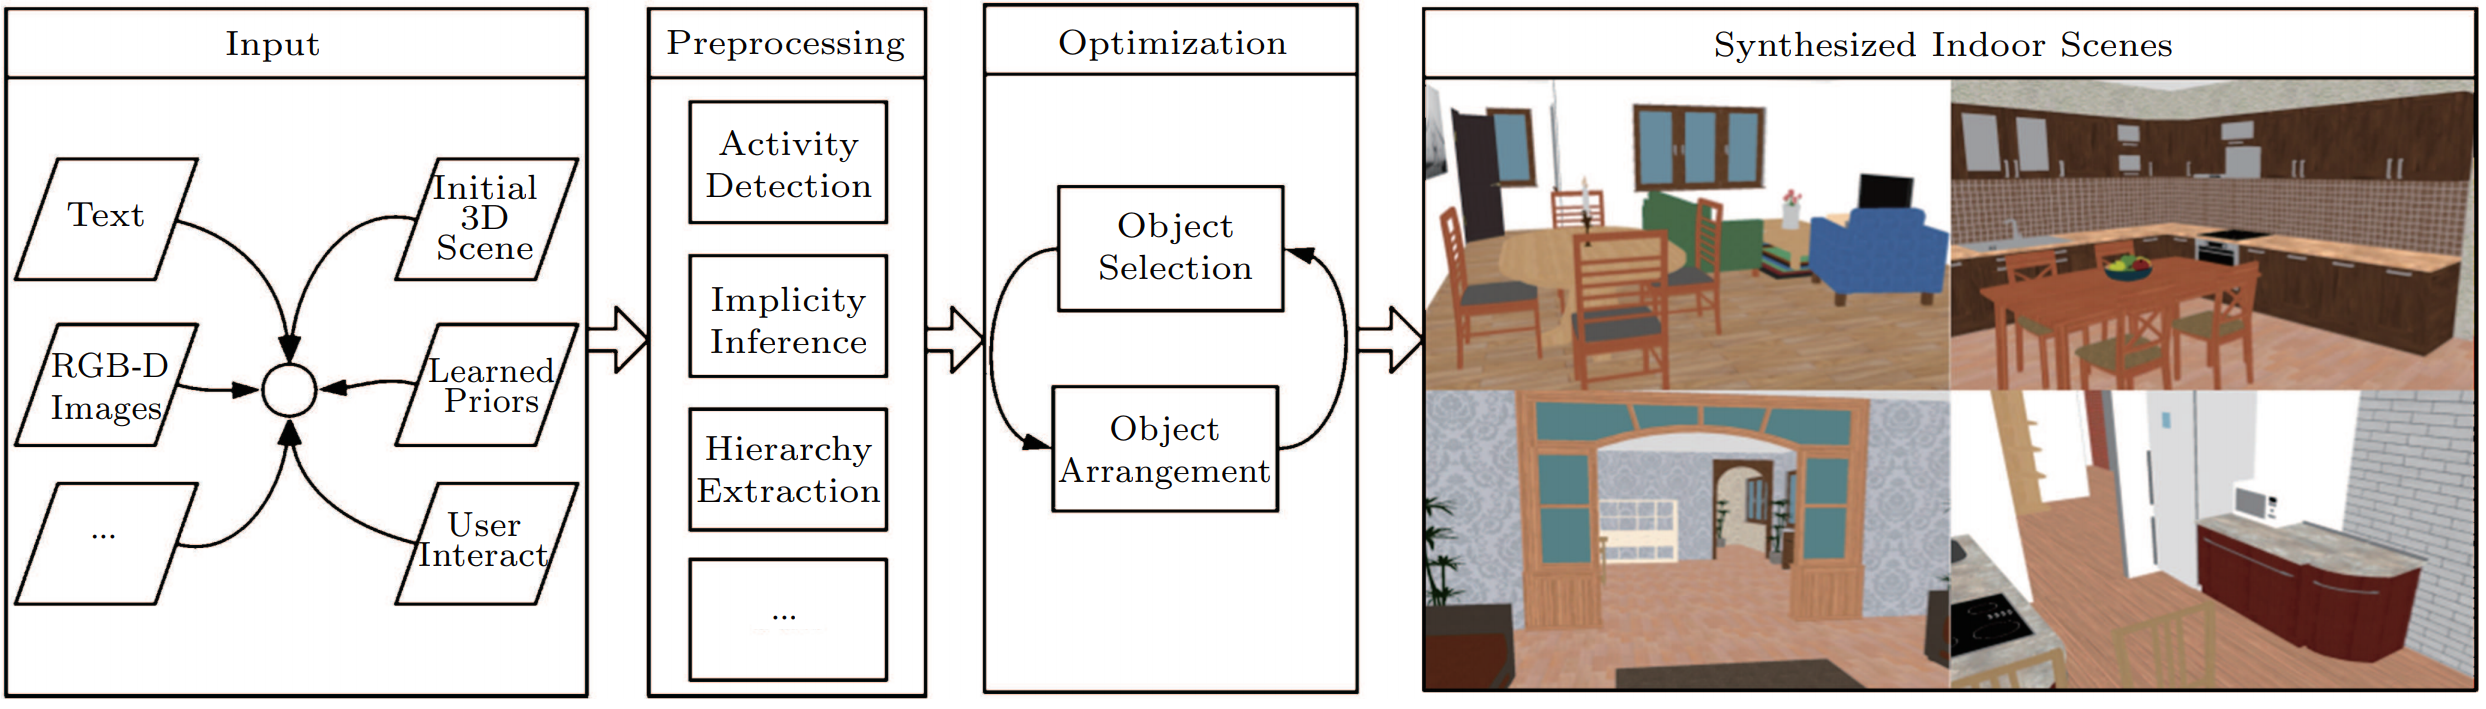 Input
Text
Initial
3D
Scene
RGB-D
Images
Learned
Priors
...
User
Interact
Preprocessing
Activity
Detection
Implicity
Inference
Hierarchy
Extraction
...
Optimization
Object
Selection
Object
Arrangement
Synthesized Indoor Scenes